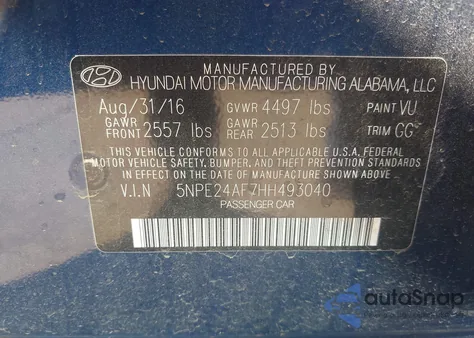 MANUFACTURED BY
HYUNDAI MOTOR MANUFACTURING ALABAMA, LLC
Aug/31/16 GVWR 4497 lbs PAINT VU
GAWR FRONT 2557 lbs GAWR REAR 2513 lbs TRIM GG
THIS VEHICLE CONFORMS TO ALL APPLICABLE U.S.A FEDERAL
MOTOR VEHICLE SAFETY, BUMPER, AND THEFT PREVENTION
STANDARDS IN EFFECT ON THE DATE OF MANUFACTURE SHOWN ABOVE.
V.I.N 5NPE24AF7HH493040
PASSENGER CAR
autoSnap